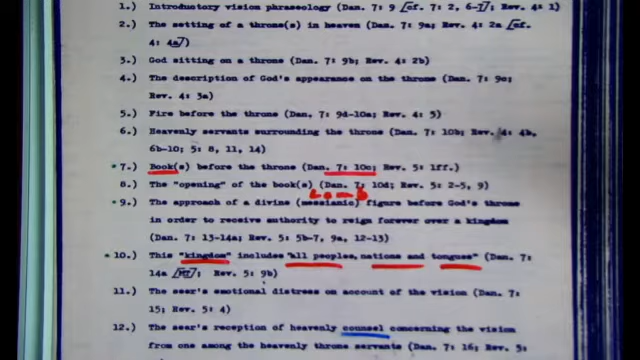 1.) Introductory vision phraseology (Dan. 7: 9 [cf. 7: 2, 6-7]; Rev. 4: 1)
2.) The setting of a throne(s) in heaven (Dan. 7: 9a; Rev. 4: 2a [cf.
4: 4a])
3.) God sitting on a throne (Dan. 7: 9b; Rev. 4: 2b)
4.) The description of God's appearance on the throne (Dan. 7: 9c;
Rev. 4: 3a)
5.) Fire before the throne (Dan. 7: 9d-10a; Rev. 4: 5)
6.) Heavenly servants surrounding the throne (Dan. 7: 10b; Rev. 4: 4b,
6b-10; 5: 8, 11, 14)
*7.) Book(s) before the throne (Dan. 7: 10c; Rev. 5: 1ff.)
8.) The "opening" of the book(s) (Dan. 7: 10d; Rev. 5: 2-5, 9)
Lamb
*9.) The approach of a divine (messianic) figure before God's throne
in order to receive authority to reign forever over a kingdom
(Dan. 7: 13-14a; Rev. 5: 5b-7, 9a, 12-13)
*10.) This "kingdom" includes "all peoples, nations and tongues" (Dan. 7:
14a [MT]; Rev. 5: 9b)
11.) The seer's emotional distress on account of the vision (Dan. 7:
15; Rev. 5: 4)
12.) The seer's reception of heavenly counsel concerning the vision
from one among the heavenly throne servants (Dan. 7: 16; Rev. 5: